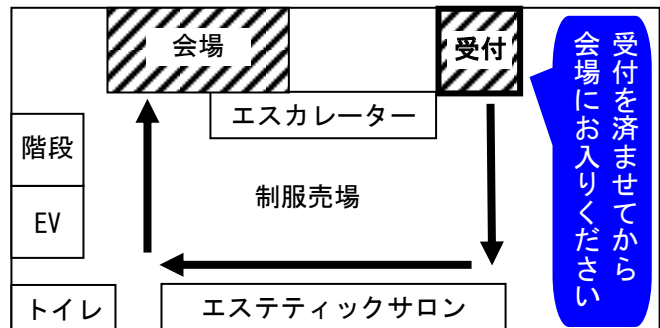 会場
受付
エスカレーター
階段
EV
制服売場
トイレ
エステティックサロン
受付を済ませてから
会場にお入りください